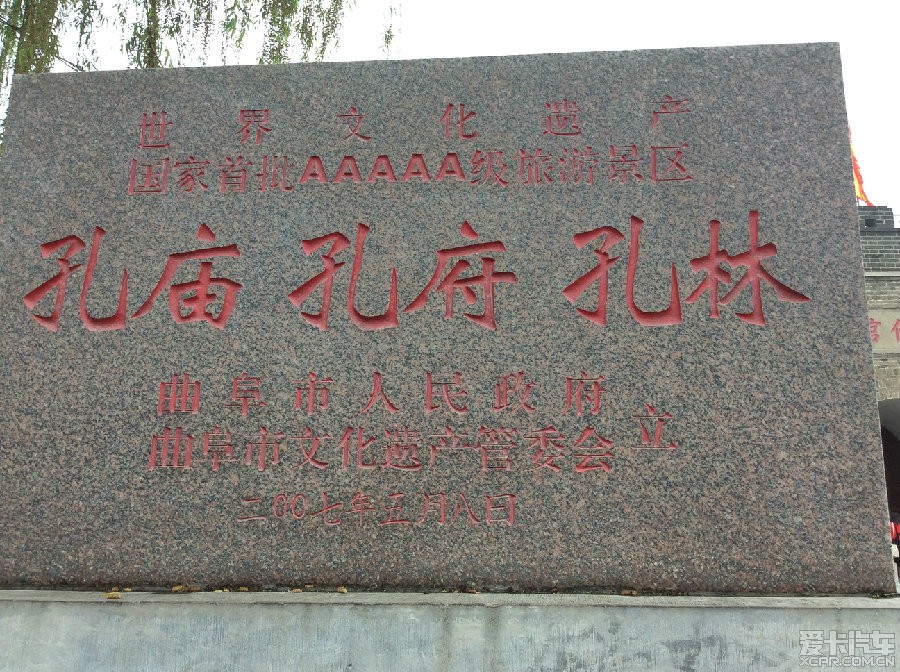 世界文化遗产
国家首批AAAAA级旅游景区
孔庙 孔府 孔林
曲阜市人民政府
曲阜市文化遗产管委会 立
二〇〇七年五月八日
爱卡汽车
XCPR.COM.CN